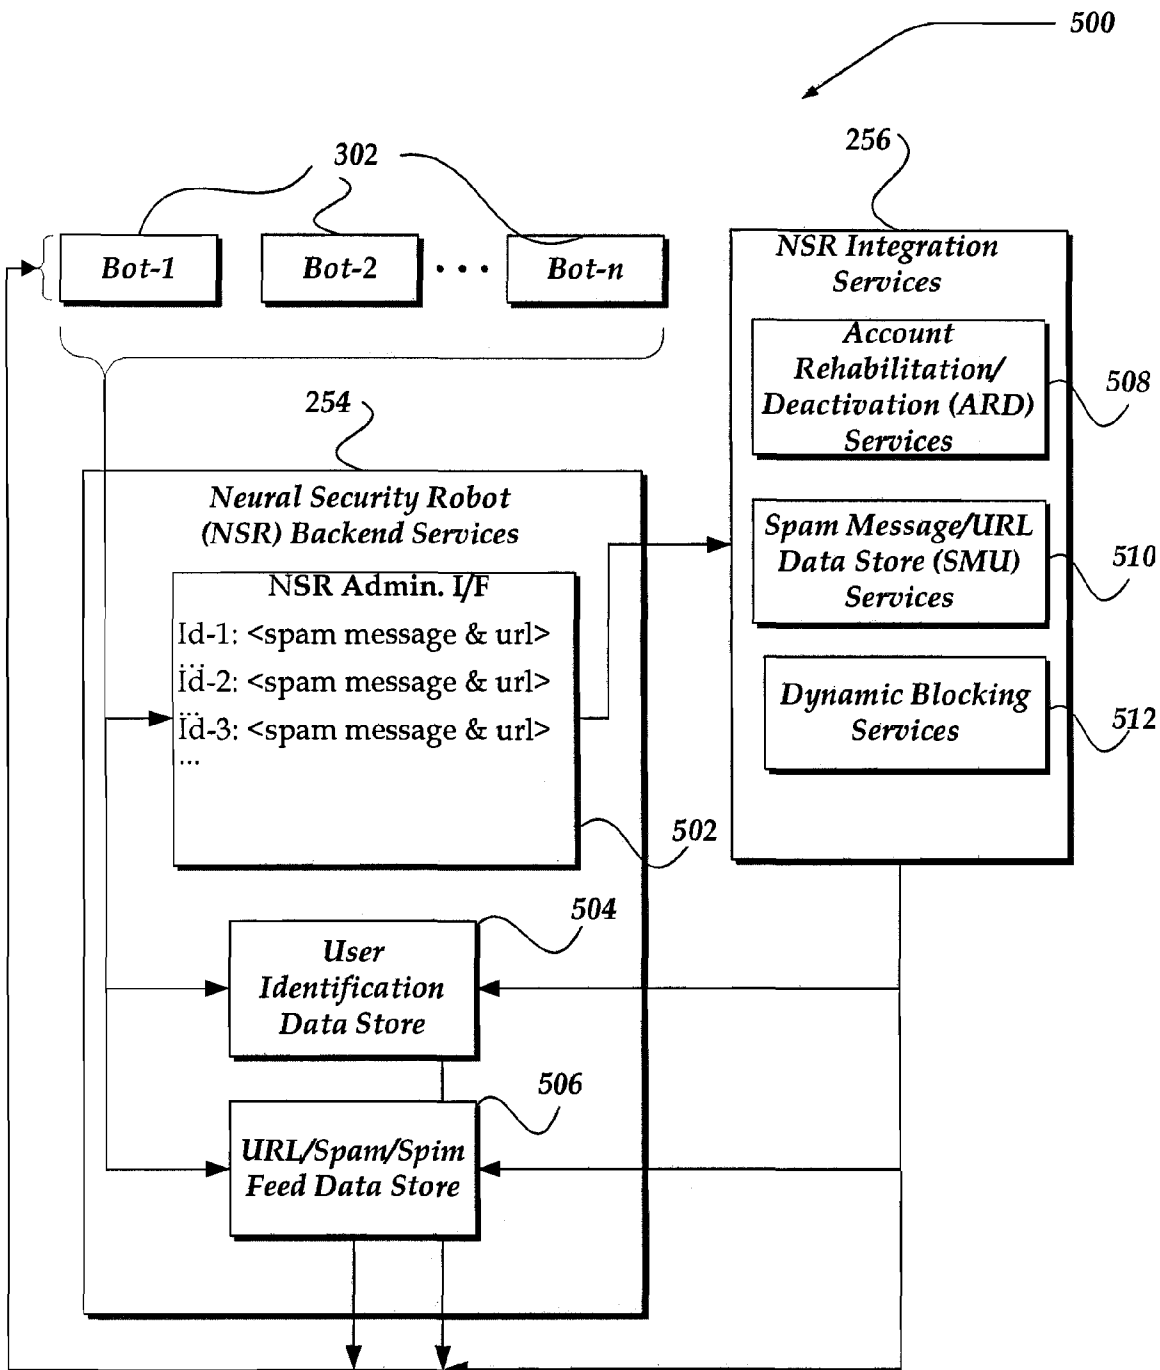 500
302
256
Bot-1
Bot-2
• • •
Bot-n
NSR Integration
Services
Account
Rehabilitation/
Deactivation (ARD)
Services
508
254
Neural Security Robot
(NSR) Backend Services
Spam Message/URL
Data Store (SMU)
Services
510
NSR Admin. I/F
Id-1: <spam message & url>
...
Id-2: <spam message & url>
...
Id-3: <spam message & url>
...
Dynamic Blocking
Services
512
502
504
User
Identification
Data Store
506
URL/Spam/Spim
Feed Data Store